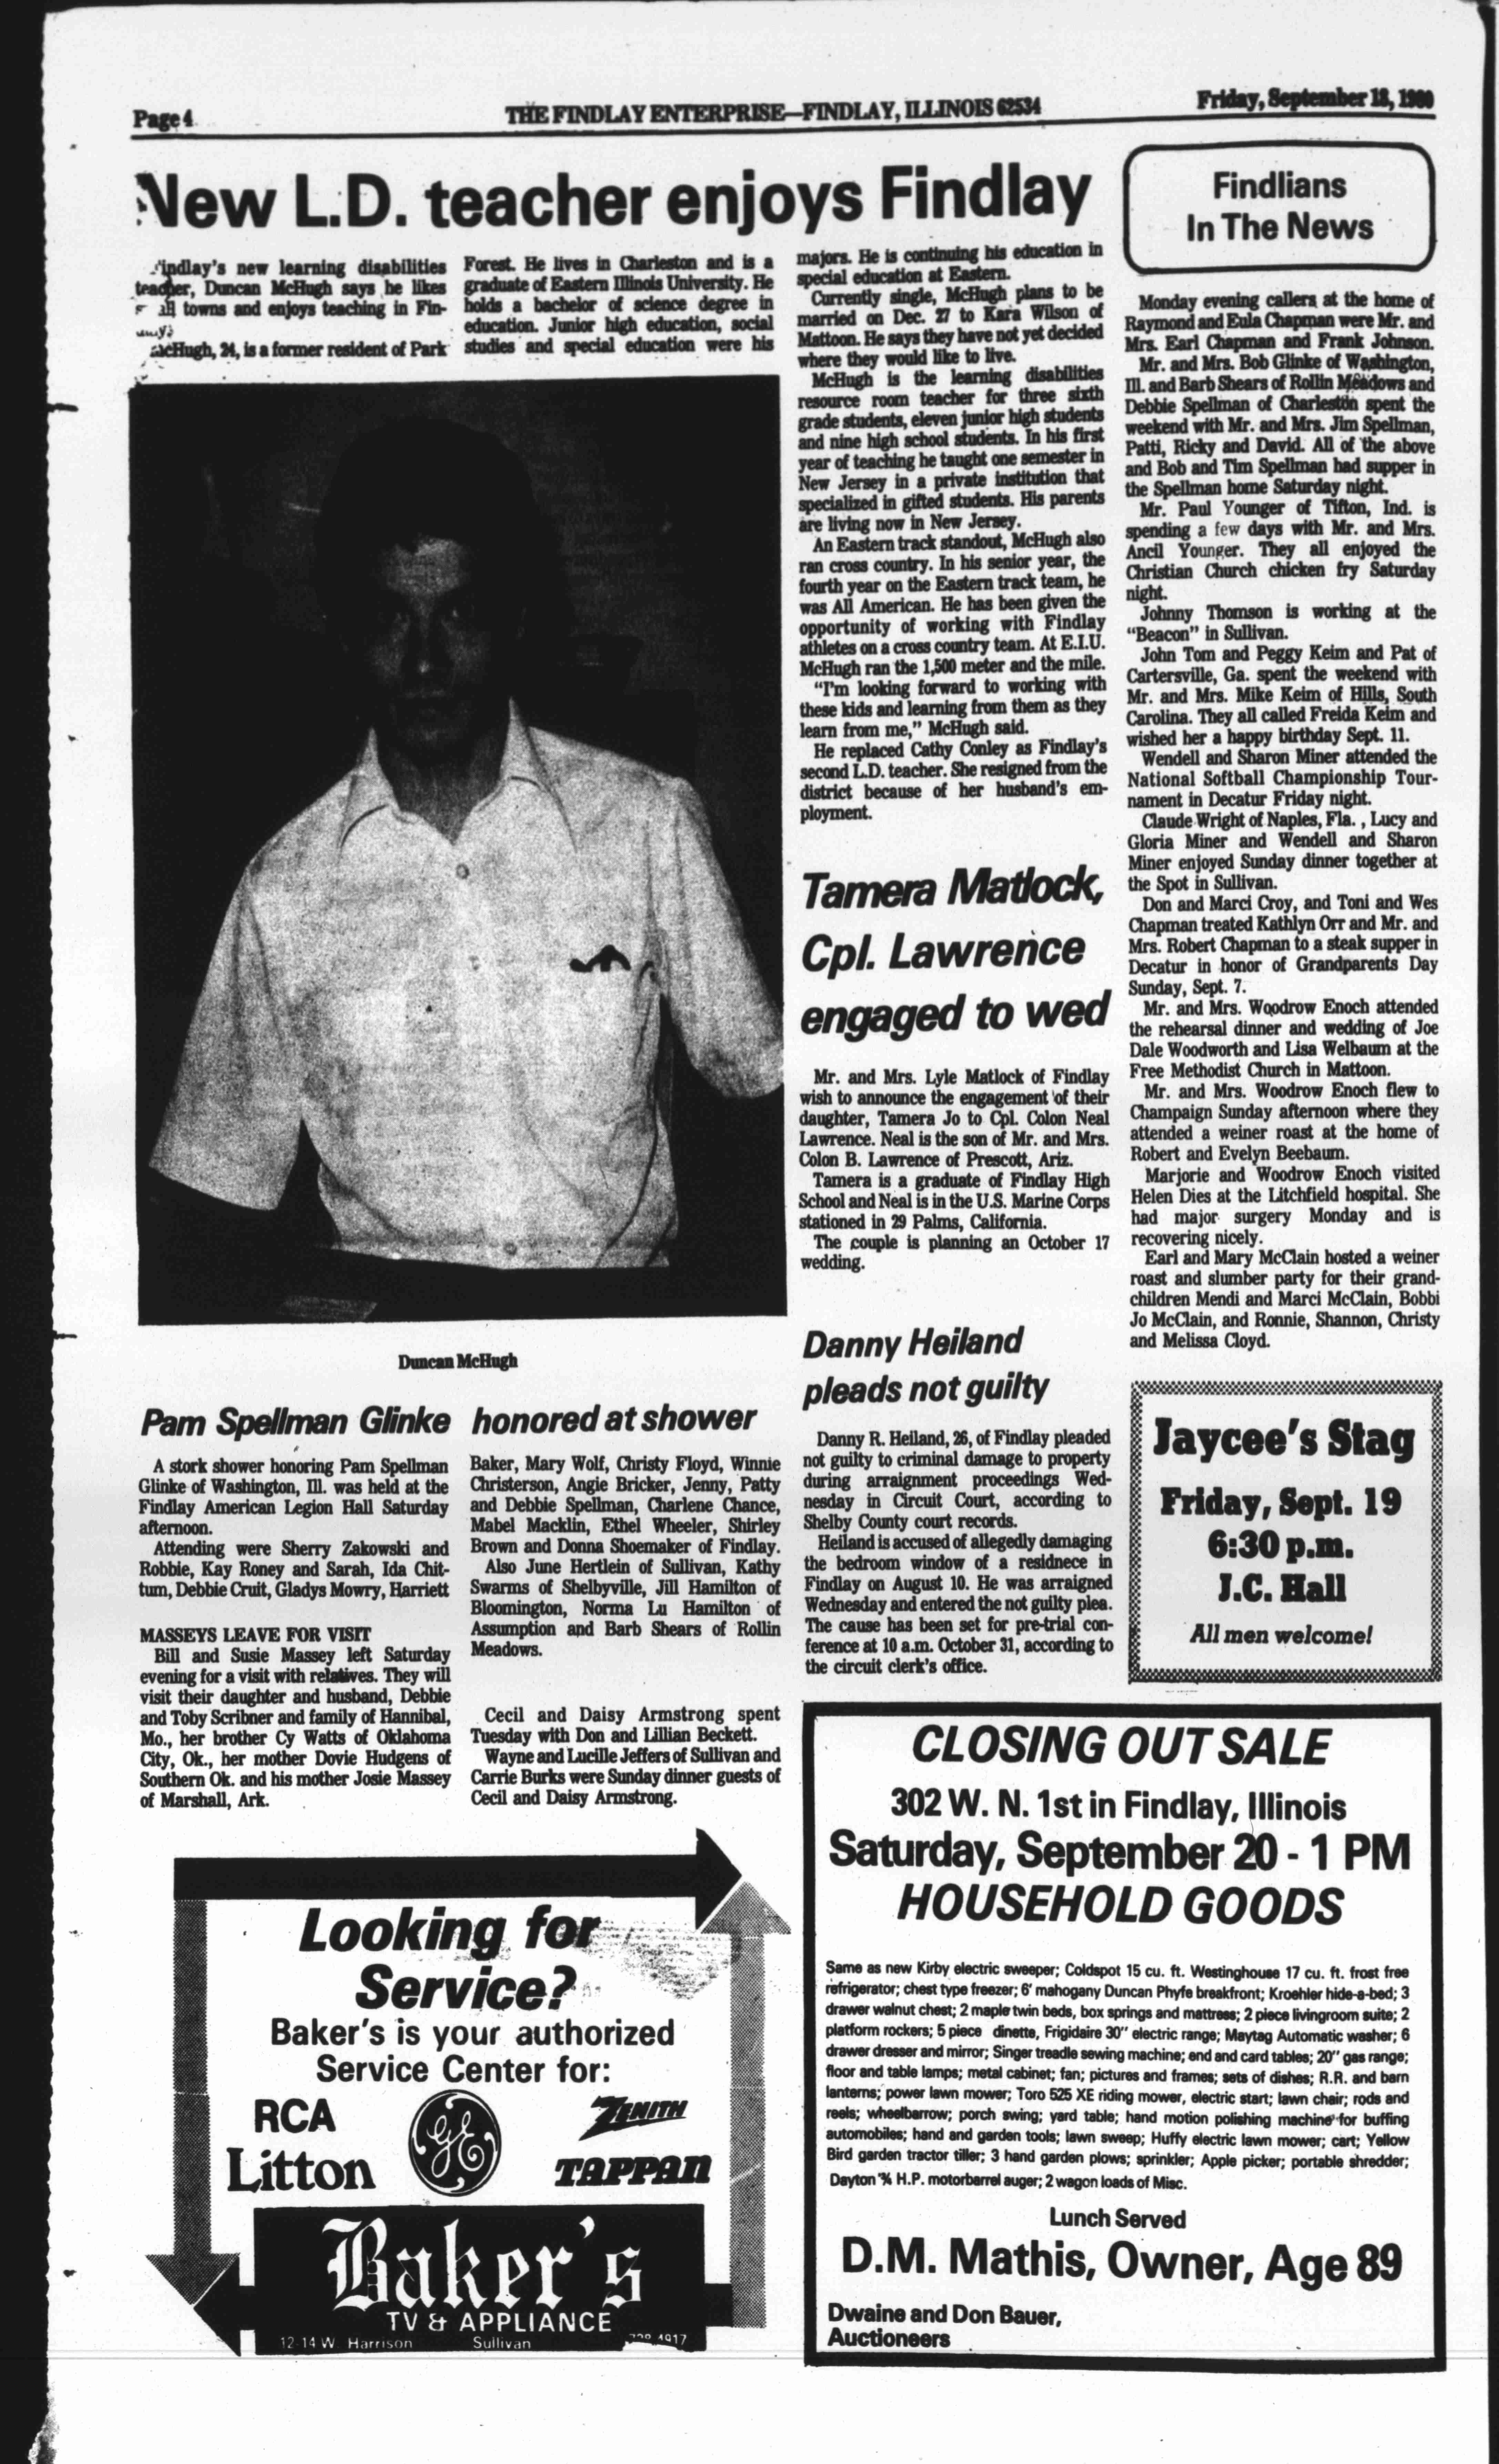 Page 4
THE FINDLAY ENTERPRISE—FINDLAY, ILLINOIS 62534
Friday, September 18, 1980
New L.D. teacher enjoys Findlay
Findlay's new learning disabilities
teacher, Duncan McHugh says he likes
towns and enjoys teaching in Fin-
McHugh, 24, is a former resident of Park
Forest. He lives in Charleston and is a
graduate of Eastern Illinois University. He
holds a bachelor of science degree in
education. Junior high education, social
studies and special education were his
majors. He is continuing his education in
special education at Eastern.
Currently single, McHugh plans to be
married on Dec. 27 to Kara Wilson of
Mattoon. He says they have not yet decided
where they would like to live.
McHugh is the learning disabilities
resource room teacher for three sixth
grade students, eleven junior high students
and nine high school students. In his first
year of teaching he taught one semester in
New Jersey in a private institution that
specialized in gifted students. His parents
are living now in New Jersey.
An Eastern track standout, McHugh also
ran cross country. In his senior year, the
fourth year on the Eastern track team, he
was All American. He has been given the
opportunity of working with Findlay
athletes on a cross country team. At E.I.U.
McHugh ran the 1,500 meter and the mile.
"I'm looking forward to working with
these kids and learning from them as they
learn from me," McHugh said.
He replaced Cathy Conley as Findlay's
second L.D. teacher. She resigned from the
district because of her husband's em-
ployment.
Duncan McHugh
Tamera Matlock,
Cpl. Lawrence
engaged to wed
Mr. and Mrs. Lyle Matlock of Findlay
wish to announce the engagement of their
daughter, Tamera Jo to Cpl. Colon Neal
Lawrence. Neal is the son of Mr. and Mrs.
Colon B. Lawrence of Prescott, Ariz.
Tamera is a graduate of Findlay High
School and Neal is in the U.S. Marine Corps
stationed in 29 Palms, California.
The couple is planning an October 17
wedding.
Danny Heiland
pleads not guilty
Danny R. Heiland, 26, of Findlay pleaded
not guilty to criminal damage to property
during arraignment proceedings Wed-
nesday in Circuit Court, according to
Shelby County court records.
Heiland is accused of allegedly damaging
the bedroom window of a residnece in
Findlay on August 10. He was arraigned
Wednesday and entered the not guilty plea.
The cause has been set for pre-trial con-
ference at 10 a.m. October 31, according to
the circuit clerk's office.
Findlians
In The News
Monday evening callers at the home of
Raymond and Eula Chapman were Mr. and
Mrs. Earl Chapman and Frank Johnson.
Mr. and Mrs. Bob Glinke of Washington,
Ill. and Barb Shears of Rollin Meadows and
Debbie Spellman of Charleston spent the
weekend with Mr. and Mrs. Jim Spellman,
Patti, Ricky and David. All of the above
and Bob and Tim Spellman had supper in
the Spellman home Saturday night.
Mr. Paul Younger of Tifton, Ind. is
spending a few days with Mr. and Mrs.
Ancil Younger. They all enjoyed the
Christian Church chicken fry Saturday
night.
Johnny Thomson is working at the
"Beacon" in Sullivan.
John Tom and Peggy Keim and Pat of
Cartersville, Ga. spent the weekend with
Mr. and Mrs. Mike Keim of Hills, South
Carolina. They all called Freida Keim and
wished her a happy birthday Sept. 11.
Wendell and Sharon Miner attended the
National Softball Championship Tour-
nament in Decatur Friday night.
Claude Wright of Naples, Fla. , Lucy and
Gloria Miner and Wendell and Sharon
Miner enjoyed Sunday dinner together at
the Spot in Sullivan.
Don and Marci Croy, and Toni and Wes
Chapman treated Kathlyn Orr and Mr. and
Mrs. Robert Chapman to a steak supper in
Decatur in honor of Grandparents Day
Sunday, Sept. 7.
Mr. and Mrs. Woodrow Enoch attended
the rehearsal dinner and wedding of Joe
Dale Woodworth and Lisa Welbaum at the
Free Methodist Church in Mattoon.
Mr. and Mrs. Woodrow Enoch flew to
Champaign Sunday afternoon where they
attended a weiner roast at the home of
Robert and Evelyn Beebaum.
Marjorie and Woodrow Enoch visited
Helen Dies at the Litchfield hospital. She
had major surgery Monday and is
recovering nicely.
Earl and Mary McClain hosted a weiner
roast and slumber party for their grand-
children Mendi and Marci McClain, Bobbi
Jo McClain, and Ronnie, Shannon, Christy
and Melissa Cloyd.
Pam Spellman Glinke honored at shower
A stork shower honoring Pam Spellman
Glinke of Washington, Ill. was held at the
Findlay American Legion Hall Saturday
afternoon.
Attending were Sherry Zakowski and
Robbie, Kay Roney and Sarah, Ida Chit-
tum, Debbie Cruit, Gladys Mowry, Harriett
Baker, Mary Wolf, Christy Floyd, Winnie
Christerson, Angie Bricker, Jenny, Patty
and Debbie Spellman, Charlene Chance,
Mabel Macklin, Ethel Wheeler, Shirley
Brown and Donna Shoemaker of Findlay.
Also June Hertlein of Sullivan, Kathy
Swarms of Shelbyville, Jill Hamilton of
Bloomington, Norma Lu Hamilton of
Assumption and Barb Shears of Rollin
Meadows.
MASSEYS LEAVE FOR VISIT
Bill and Susie Massey left Saturday
evening for a visit with relatives. They will
visit their daughter and husband, Debbie
and Toby Scribner and family of Hannibal,
Mo., her brother Cy Watts of Oklahoma
City, Ok., her mother Dovie Hudgens of
Southern Ok. and his mother Josie Massey
of Marshall, Ark.
Cecil and Daisy Armstrong spent
Tuesday with Don and Lillian Beckett.
Wayne and Lucille Jeffers of Sullivan and
Carrie Burks were Sunday dinner guests of
Cecil and Daisy Armstrong.
Jaycee's Stag
Friday, Sept. 19
6:30 p.m.
J.C. Hall
All men welcome!
Looking for
Service?
Baker's is your authorized
Service Center for:
RCA
Litton
GE
ZENITH
TAPPAN
Baker's
TV & APPLIANCE
12-14 W. Harrison Sullivan 4917
CLOSING OUT SALE
302 W. N. 1st in Findlay, Illinois
Saturday, September 20 - 1 PM
HOUSEHOLD GOODS
Same as new Kirby electric sweeper; Coldspot 15 cu. ft. Westinghouse 17 cu. ft. frost free
refrigerator; chest type freezer; 6' mahogany Duncan Phyfe breakfront; Kroehler hide-a-bed; 3
drawer walnut chest; 2 maple twin beds, box springs and mattress; 2 piece livingroom suite; 2
platform rockers; 5 piece dinette, Frigidaire 30" electric range; Maytag Automatic washer; 6
drawer dresser and mirror; Singer treadle sewing machine; end and card tables; 20" gas range;
floor and table lamps; metal cabinet; fan; pictures and frames; sets of dishes; R.R. and barn
lanterns; power lawn mower; Toro 525 XE riding mower, electric start; lawn chair; rods and
reels; wheelbarrow; porch swing; yard table; hand motion polishing machine for buffing
automobiles; hand and garden tools; lawn sweep; Huffy electric lawn mower; cart; Yellow
Bird garden tractor tiller; 3 hand garden plows; sprinkler; Apple picker; portable shredder;
Dayton ¾ H.P. motorbarrel auger; 2 wagon loads of Misc.
Lunch Served
D.M. Mathis, Owner, Age 89
Dwaine and Don Bauer,
Auctioneers